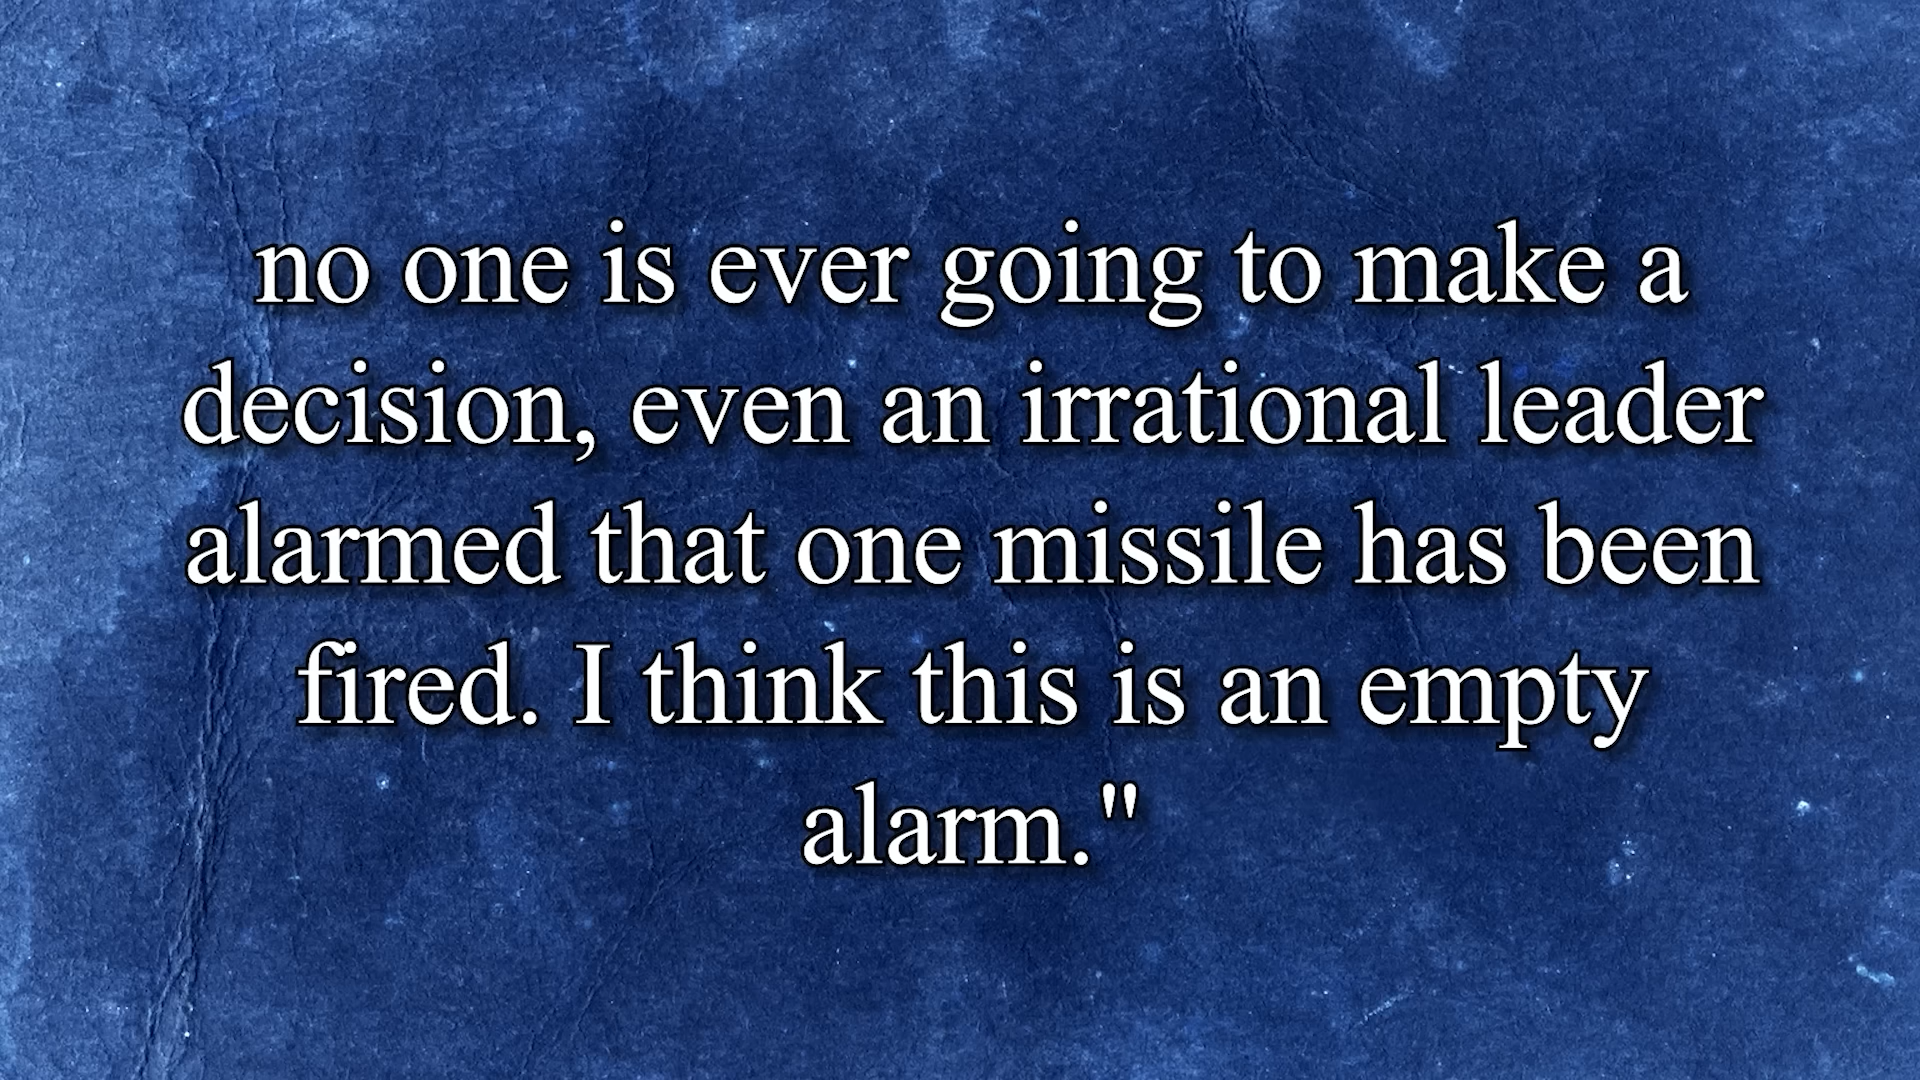 no one is ever going to make a
decision, even an irrational leader
alarmed that one missile has been
fired. I think this is an empty
alarm."